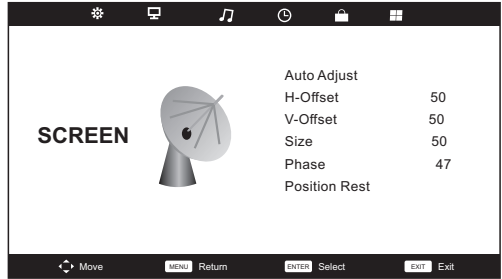 SCREEN
Auto Adjust
H-Offset 50
V-Offset 50
Size 50
Phase 47
Position Rest
Move MENU Return ENTER Select EXIT Exit